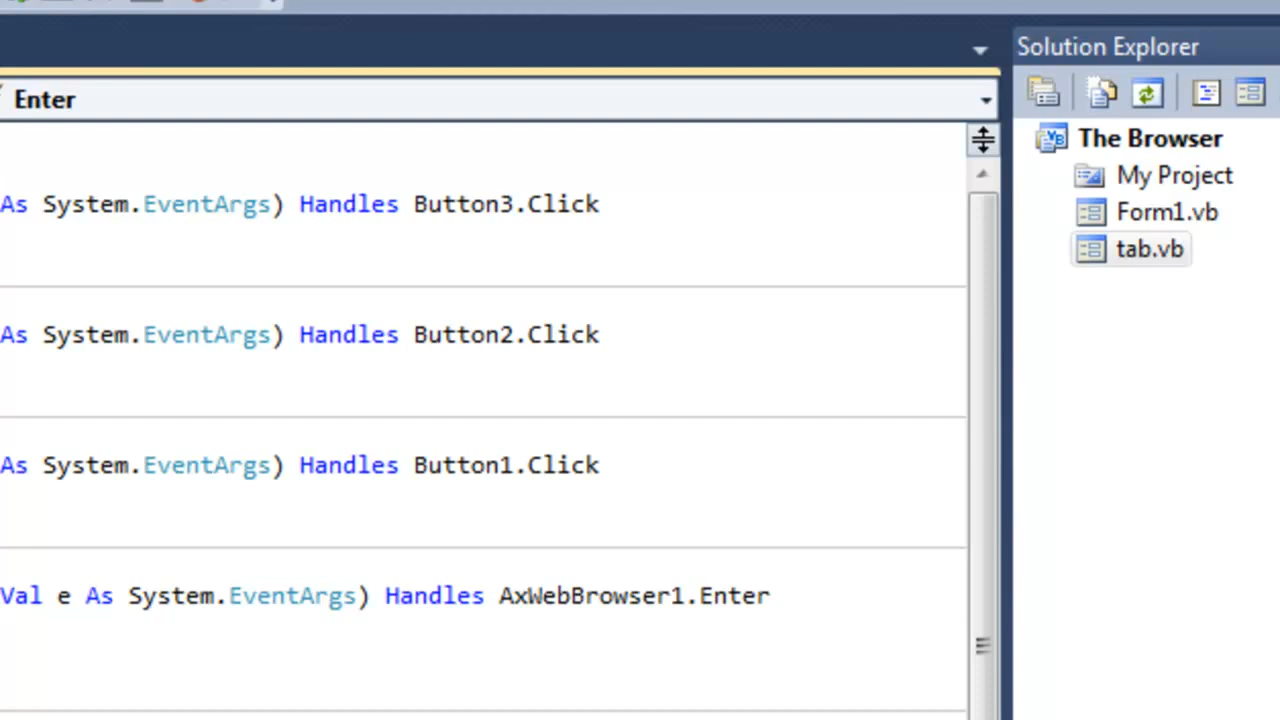 Solution Explorer
Enter
The Browser
My Project
As System.EventArgs) Handles Button3.Click
Form1.vb
tab.vb
As System.EventArgs) Handles Button2.Click
As System.EventArgs) Handles Button1.Click
Val e As System.EventArgs) Handles AxWebBrowser1.Enter